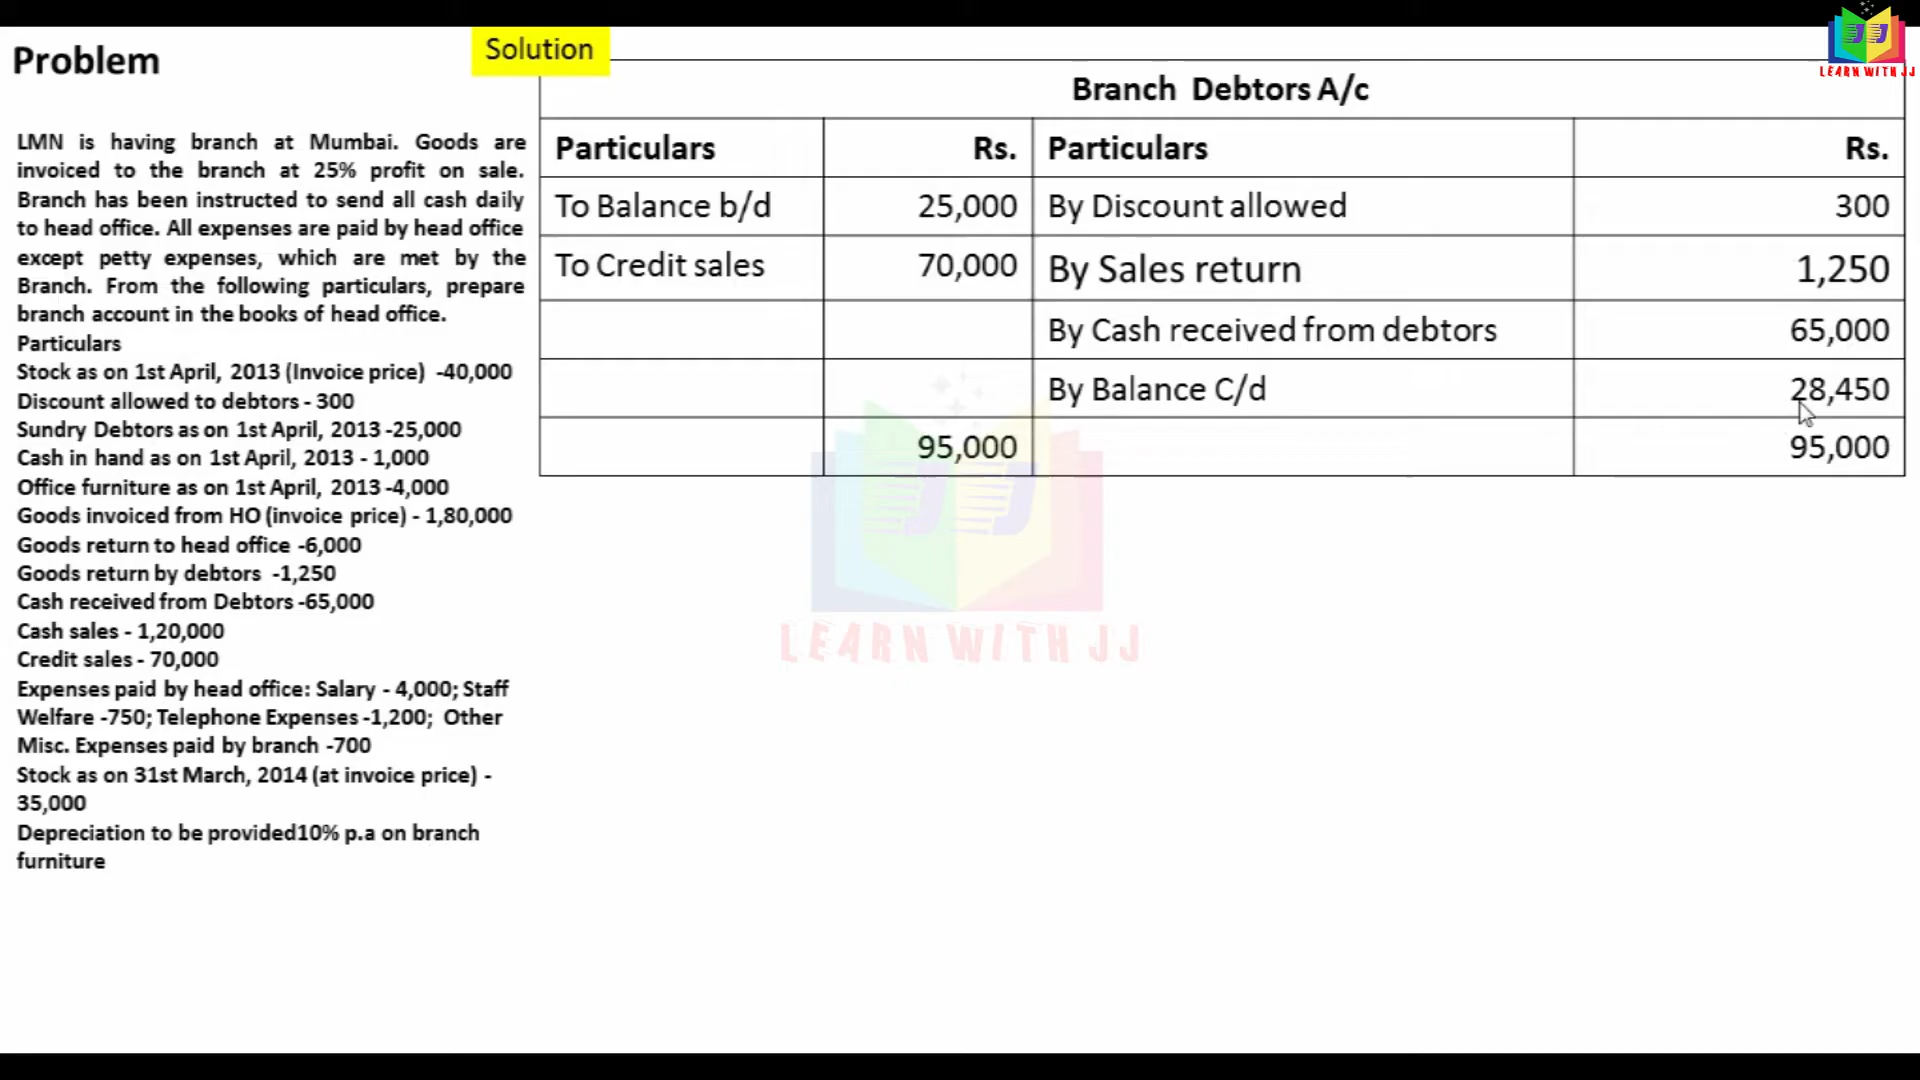 Problem
LMN is having branch at Mumbai. Goods are
invoiced to the branch at 25% profit on sale.
Branch has been instructed to send all cash daily
to head office. All expenses are paid by head office
except petty expenses, which are met by the
Branch. From the following particulars, prepare
branch account in the books of head office.
Particulars
Stock as on 1st April, 2013 (Invoice price) -40,000
Discount allowed to debtors - 300
Sundry Debtors as on 1st April, 2013 -25,000
Cash in hand as on 1st April, 2013 - 1,000
Office furniture as on 1st April, 2013 -4,000
Goods invoiced from HO (invoice price) - 1,80,000
Goods return to head office -6,000
Goods return by debtors -1,250
Cash received from Debtors -65,000
Cash sales - 1,20,000
Credit sales - 70,000
Expenses paid by head office: Salary - 4,000; Staff
Welfare -750; Telephone Expenses -1,200; Other
Misc. Expenses paid by branch -700
Stock as on 31st March, 2014 (at invoice price) -
35,000
Depreciation to be provided10% p.a on branch
furniture
Solution
Branch Debtors A/c
Particulars Rs. Particulars Rs.
To Balance b/d 25,000 By Discount allowed 300
To Credit sales 70,000 By Sales return 1,250
By Cash received from debtors 65,000
By Balance C/d 28,450
95,000 95,000
JJ
LEARN WITH JJ
JJ
LEARN WITH JJ